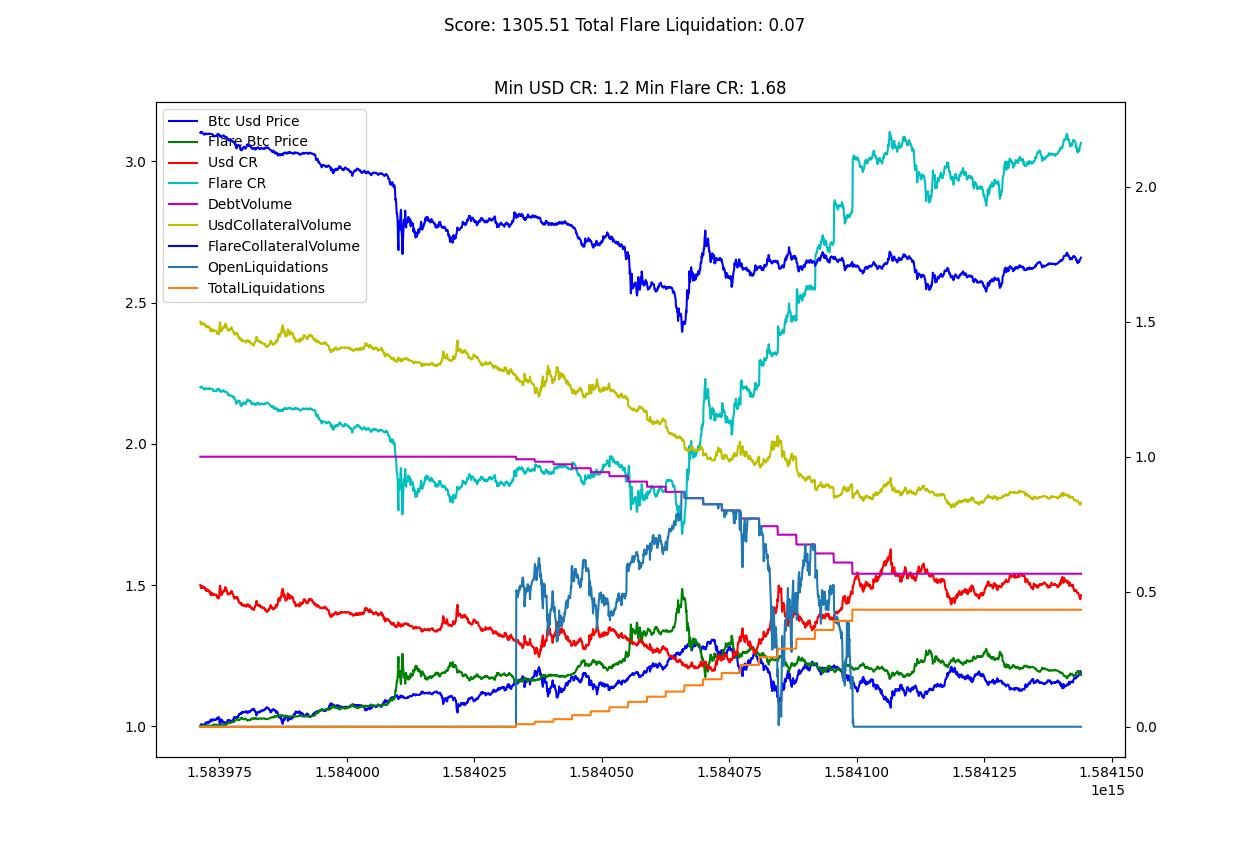 Score: 1305.51 Total Flare Liquidation: 0.07
Min USD CR: 1.2 Min Flare CR: 1.68
Btc Usd Price
Flare Btc Price
Usd CR
Flare CR
DebtVolume
UsdCollateralVolume
FlareCollateralVolume
OpenLiquidations
TotalLiquidations
3.0
2.5
2.0
1.5
1.0
2.0
1.5
1.0
0.5
0.0
1.583975 1.584000 1.584025 1.584050 1.584075 1.584100 1.584125 1.584150
1e15